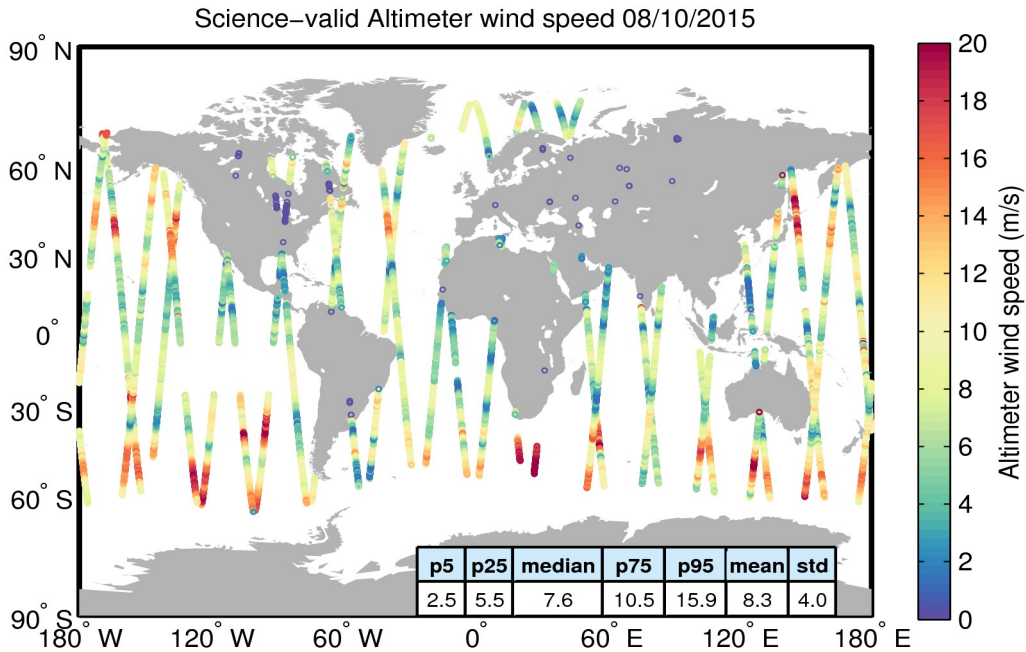 Science−valid Altimeter wind speed 08/10/2015
90° N
60° N
30° N
0°
30° S
60° S
90° S
180° W
120° W
60° W
0°
60° E
120° E
180° E
p5 p25 median p75 p95 mean std
2.5 5.5 7.6 10.5 15.9 8.3 4.0
20
18
16
14
12
10
8
6
4
2
0
Altimeter wind speed (m/s)